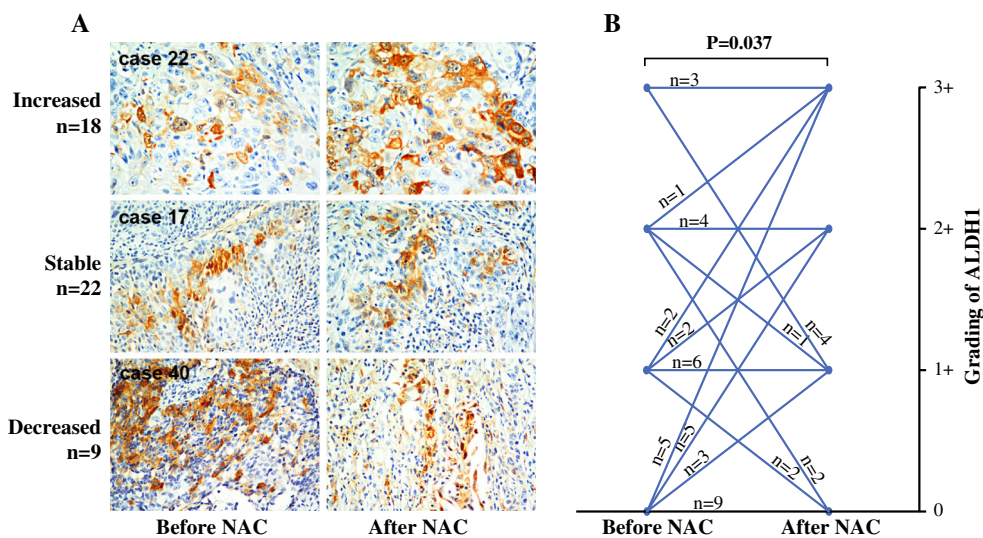 A
case 22
Increased
n=18
case 17
Stable
n=22
case 40
Decreased
n=9
Before NAC
After NAC
B
P=0.037
n=3
n=1
n=4
n=2
n=2
n=1
n=4
n=6
n=5
n=5
n=3
n=2
n=2
n=9
Before NAC
After NAC
3+
2+
1+
0
Grading of ALDH1